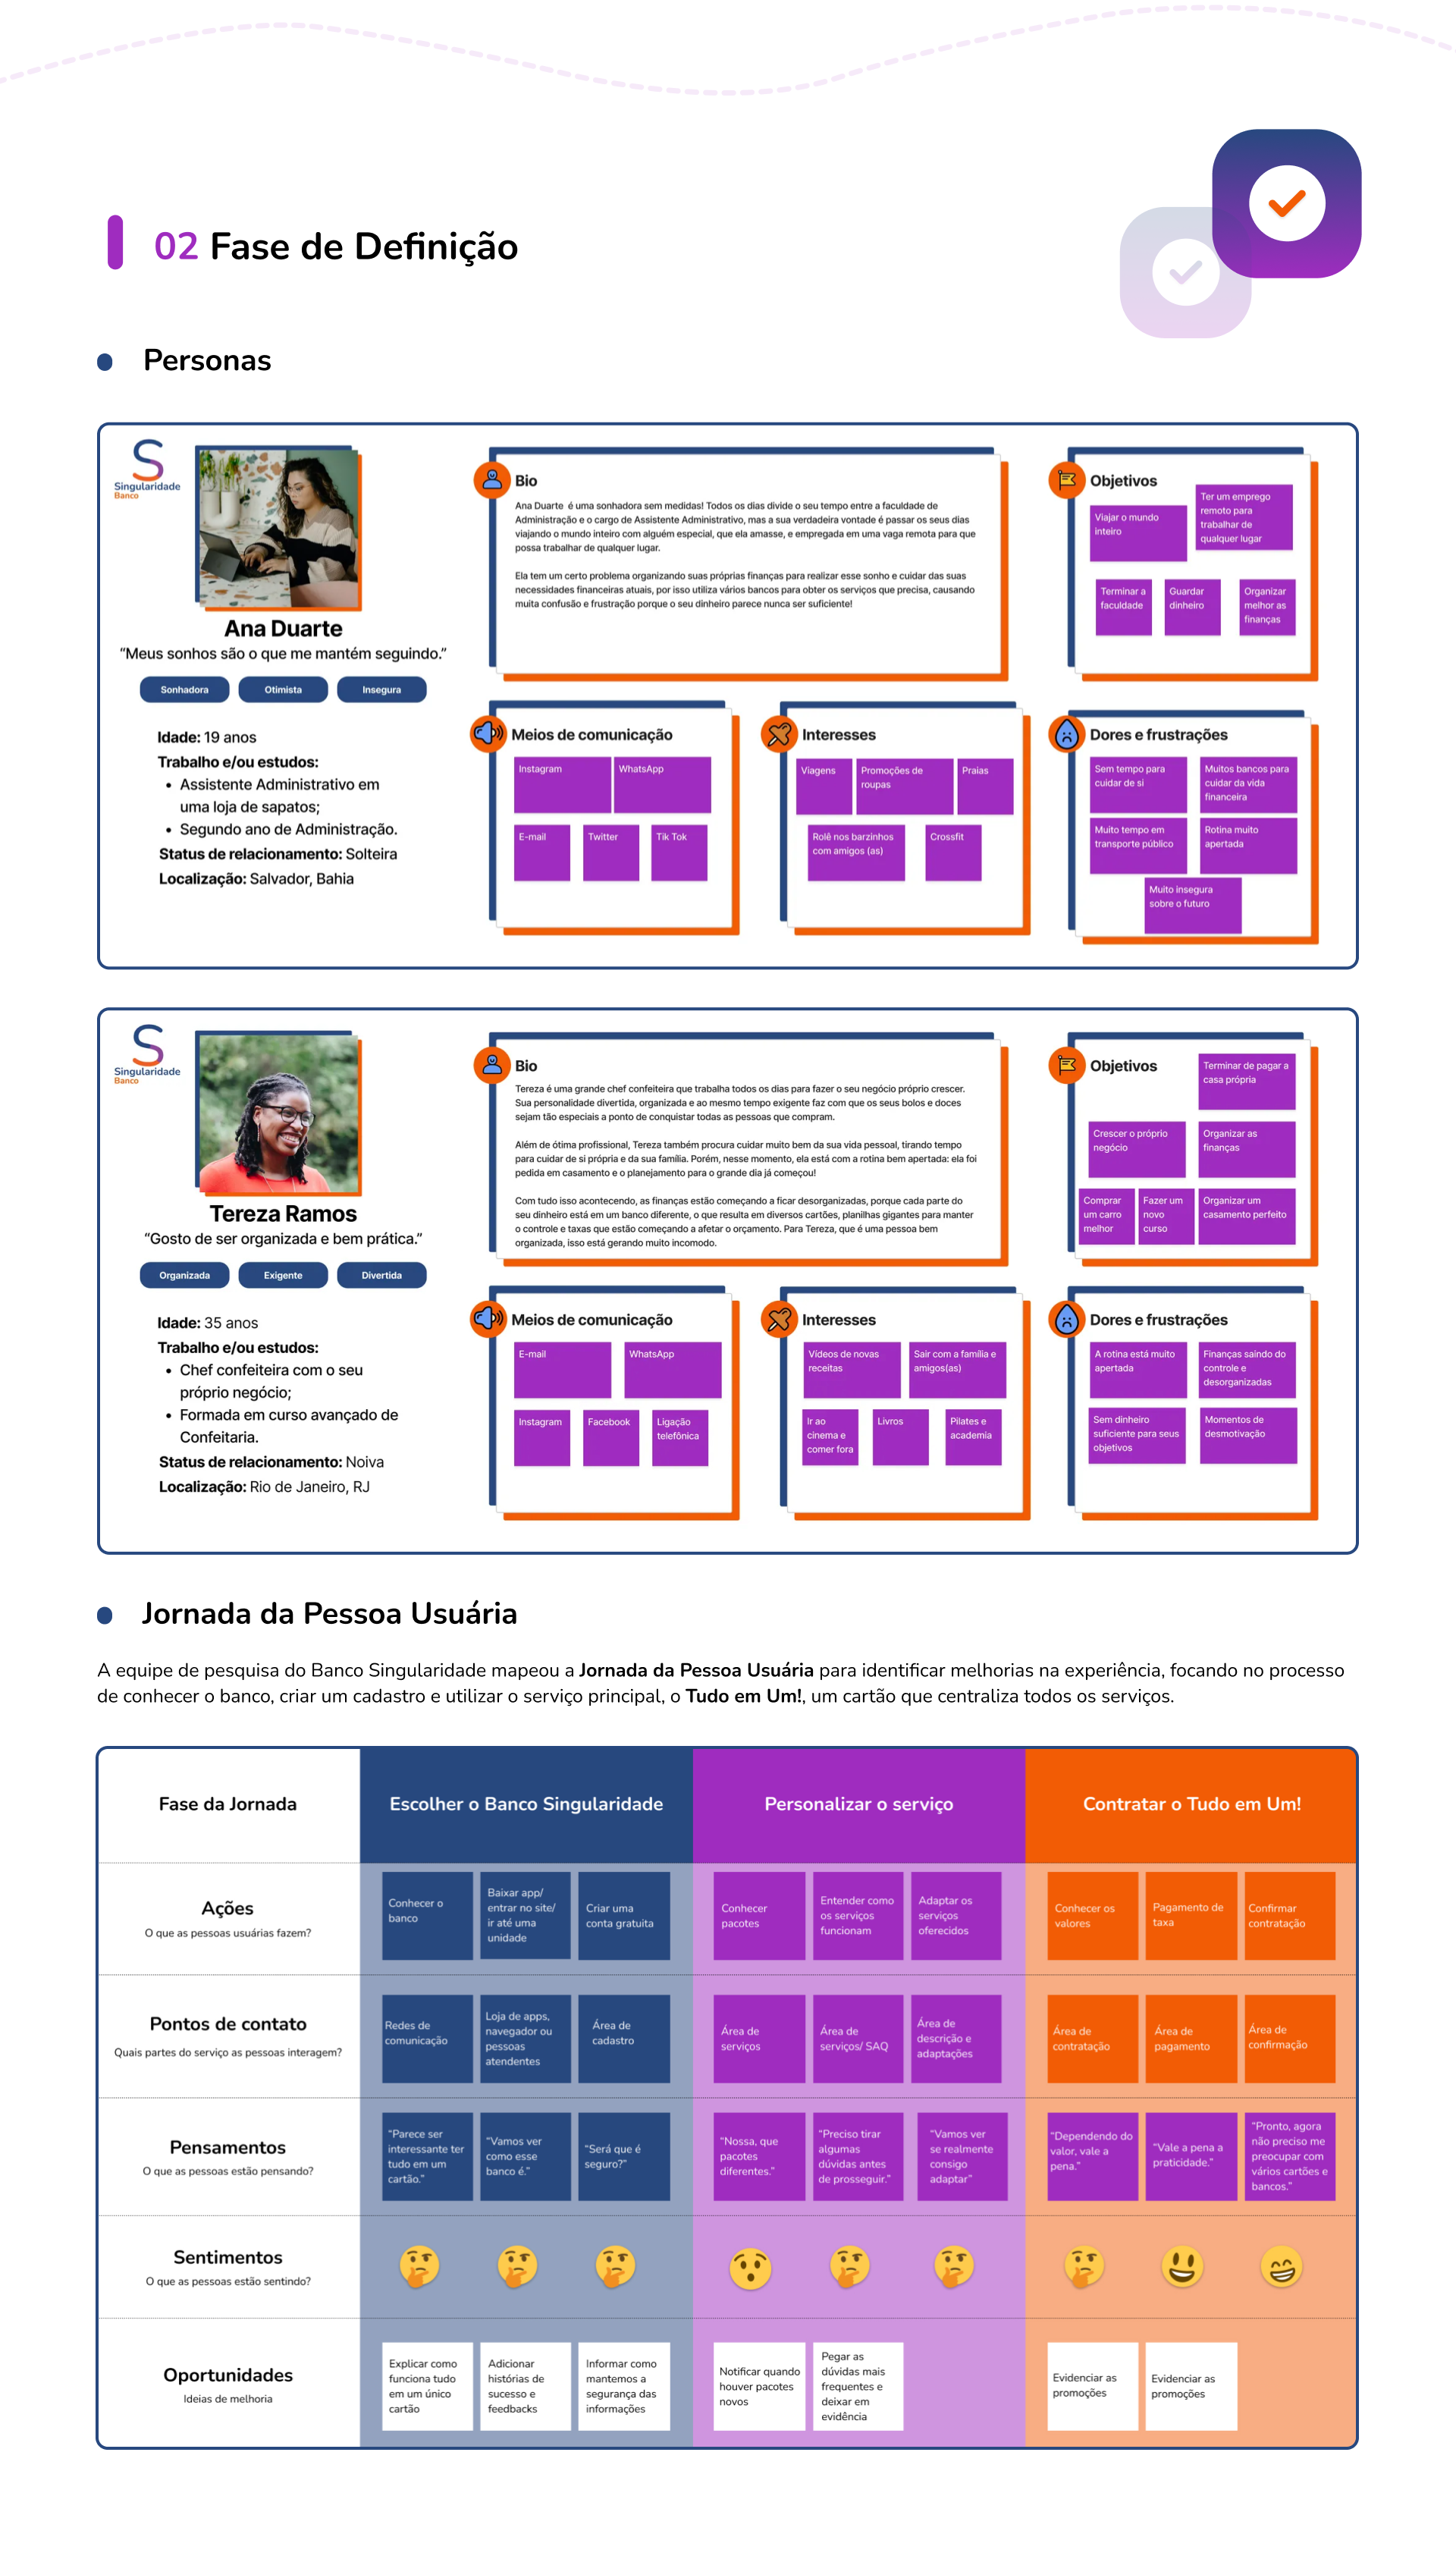 02 Fase de Definição
Personas
Singularidade
Banco
Ana Duarte
“Meus sonhos são o que me mantém seguindo.”
Sonhadora
Otimista
Insegura
Idade: 19 anos
Trabalho e/ou estudos:
• Assistente Administrativo em
uma loja de sapatos;
• Segundo ano de Administração.
Status de relacionamento: Solteira
Localização: Salvador, Bahia
Bio
Ana Duarte é uma sonhadora sem medidas! Todos os dias divide o seu tempo entre a faculdade de
Administração e o cargo de Assistente Administrativo, mas a sua verdadeira vontade é passar os seus dias
viajando o mundo inteiro com alguém especial, que ela amasse, e empregada em uma vaga remota para que
possa trabalhar de qualquer lugar.
Ela tem um certo problema organizando suas próprias finanças para realizar esse sonho e cuidar das suas
necessidades financeiras atuais, por isso utiliza vários bancos para obter os serviços que precisa, causando
muita confusão e frustração porque o seu dinheiro parece nunca ser suficiente!
Objetivos
Viajar o mundo
inteiro
Ter um emprego
remoto para
trabalhar de
qualquer lugar
Terminar a
faculdade
Guardar
dinheiro
Organizar
melhor as
finanças
Meios de comunicação
Instagram
WhatsApp
E-mail
Twitter
Tik Tok
Interesses
Viagens
Promoções de
roupas
Praias
Rolê nos barzinhos
com amigos (as)
Crossfit
Dores e frustrações
Sem tempo para
cuidar de si
Muitos bancos para
cuidar da vida
financeira
Muito tempo em
transporte público
Rotina muito
apertada
Muito insegura
sobre o futuro
Singularidade
Banco
Tereza Ramos
“Gosto de ser organizada e bem prática.”
Organizada
Exigente
Divertida
Idade: 35 anos
Trabalho e/ou estudos:
• Chef confeiteira com o seu
próprio negócio;
• Formada em curso avançado de
Confeitaria.
Status de relacionamento: Noiva
Localização: Rio de Janeiro, RJ
Bio
Tereza é uma grande chef confeiteira que trabalha todos os dias para fazer o seu negócio próprio crescer.
Sua personalidade divertida, organizada e ao mesmo tempo exigente faz com que os seus bolos e doces
sejam tão especiais a ponto de conquistar todas as pessoas que compram.
Além de ótima profissional, Tereza também procura cuidar muito bem da sua vida pessoal, tirando tempo
para cuidar de si própria e da sua família. Porém, nesse momento, ela está com a rotina bem apertada: ela foi
pedida em casamento e o planejamento para o grande dia já começou!
Com tudo isso acontecendo, as finanças estão começando a ficar desorganizadas, porque cada parte do
seu dinheiro está em um banco diferente, o que resulta em diversos cartões, planilhas gigantes para manter
o controle e taxas que estão começando a afetar o orçamento. Para Tereza, que é uma pessoa bem
organizada, isso está gerando muito incomodo.
Objetivos
Terminar de pagar a
casa própria
Crescer o próprio
negócio
Organizar as
finanças
Comprar
um carro
melhor
Fazer um
novo
curso
Organizar um
casamento perfeito
Meios de comunicação
E-mail
WhatsApp
Instagram
Facebook
Ligação
telefônica
Interesses
Vídeos de novas
receitas
Sair com a família e
amigos(as)
Ir ao
cinema e
comer fora
Livros
Pilates e
academia
Dores e frustrações
A rotina está muito
apertada
Finanças saindo do
controle e
desorganizadas
Sem dinheiro
suficiente para seus
objetivos
Momentos de
desmotivação
Jornada da Pessoa Usuária
A equipe de pesquisa do Banco Singularidade mapeou a Jornada da Pessoa Usuária para identificar melhorias na experiência, focando no processo
de conhecer o banco, criar um cadastro e utilizar o serviço principal, o Tudo em Um!, um cartão que centraliza todos os serviços.
Fase da Jornada
Escolher o Banco Singularidade
Personalizar o serviço
Contratar o Tudo em Um!
Ações
O que as pessoas usuárias fazem?
Conhecer o
banco
Baixar app/
entrar no site/
ir até uma
unidade
Criar uma
conta gratuita
Conhecer
pacotes
Entender como
os serviços
funcionam
Adaptar os
serviços
oferecidos
Conhecer os
valores
Pagamento de
taxa
Confirmar
contratação
Pontos de contato
Quais partes do serviço as pessoas interagem?
Redes de
comunicação
Loja de apps,
navegador ou
pessoas
atendentes
Área de
cadastro
Área de
serviços
Área de
serviços/ SAQ
Área de
descrição e
adaptações
Área de
contratação
Área de
pagamento
Área de
confirmação
Pensamentos
O que as pessoas estão pensando?
“Parece ser
interessante ter
tudo em um
cartão.”
“Vamos ver
como esse
banco é.”
“Será que é
seguro?”
“Nossa, que
pacotes
diferentes.”
“Preciso tirar
algumas
dúvidas antes
de prosseguir.”
“Vamos ver
se realmente
consigo
adaptar”
“Dependendo do
valor, vale a
pena.”
“Vale a pena a
praticidade.”
“Pronto, agora
não preciso me
preocupar com
vários cartões e
bancos.”
Sentimentos
O que as pessoas estão sentindo?
Oportunidades
Ideias de melhoria
Explicar como
funciona tudo
em um único
cartão
Adicionar
histórias de
sucesso e
feedbacks
Informar como
mantemos a
segurança das
informações
Notificar quando
houver pacotes
novos
Pegar as
dúvidas mais
frequentes e
deixar em
evidência
Evidenciar as
promoções
Evidenciar as
promoções